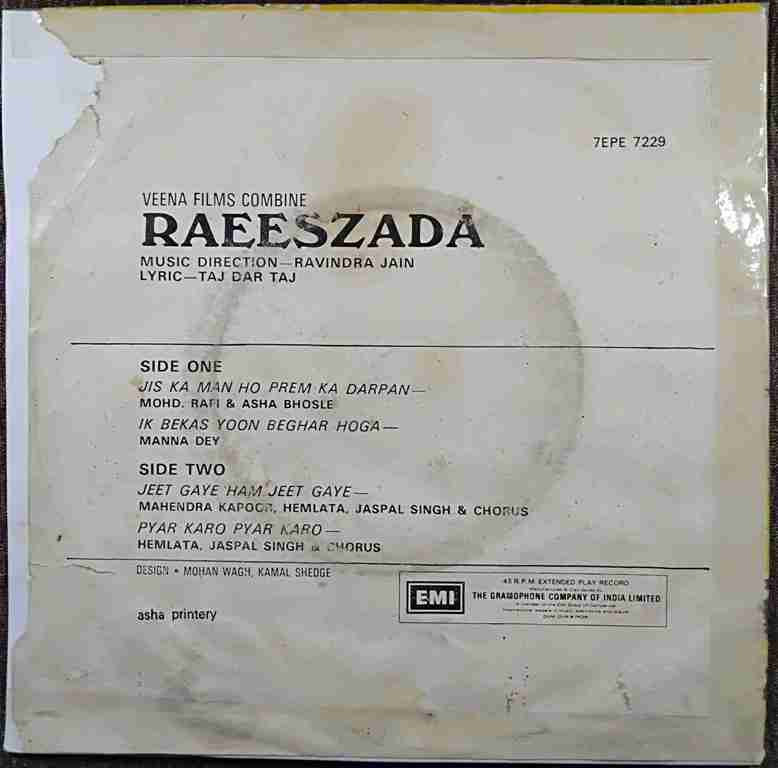 7EPE 7229
VEENA FILMS COMBINE
RAEESZADA
MUSIC DIRECTION—RAVINDRA JAIN
LYRIC—TAJ DAR TAJ
SIDE ONE
JIS KA MAN HO PREM KA DARPAN—
MOHD. RAFI & ASHA BHOSLE
IK BEKAS YOON BEGHAR HOGA—
MANNA DEY
SIDE TWO
JEET GAYE HAM JEET GAYE—
MAHENDRA KAPOOR, HEMLATA, JASPAL SINGH & CHORUS
PYAR KARO PYAR KARO—
HEMLATA, JASPAL SINGH & CHORUS
DESIGN • MOHAN WAGH, KAMAL SHEDGE
asha printery
EMI
45 R.P.M. EXTENDED PLAY RECORD
THE GRAMOPHONE COMPANY OF INDIA LIMITED